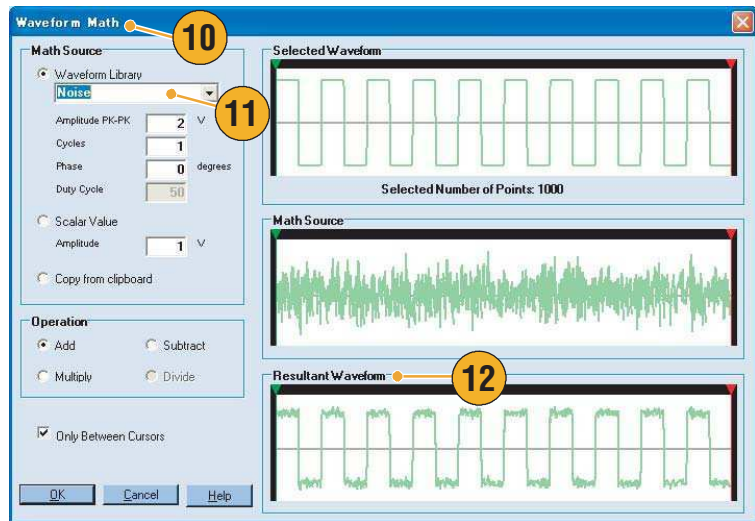 Waveform Math
10
Math Source
Waveform Library
Noise
11
Amplitude PK-PK 2 V
Cycles 1
Phase 0 degrees
Duty Cycle 50
Scalar Value
Amplitude 1 V
Copy from clipboard
Operation
Add Subtract
Multiply Divide
Only Between Cursors
OK Cancel Help
Selected Waveform
Selected Number of Points: 1000
Math Source
Resultant Waveform
12